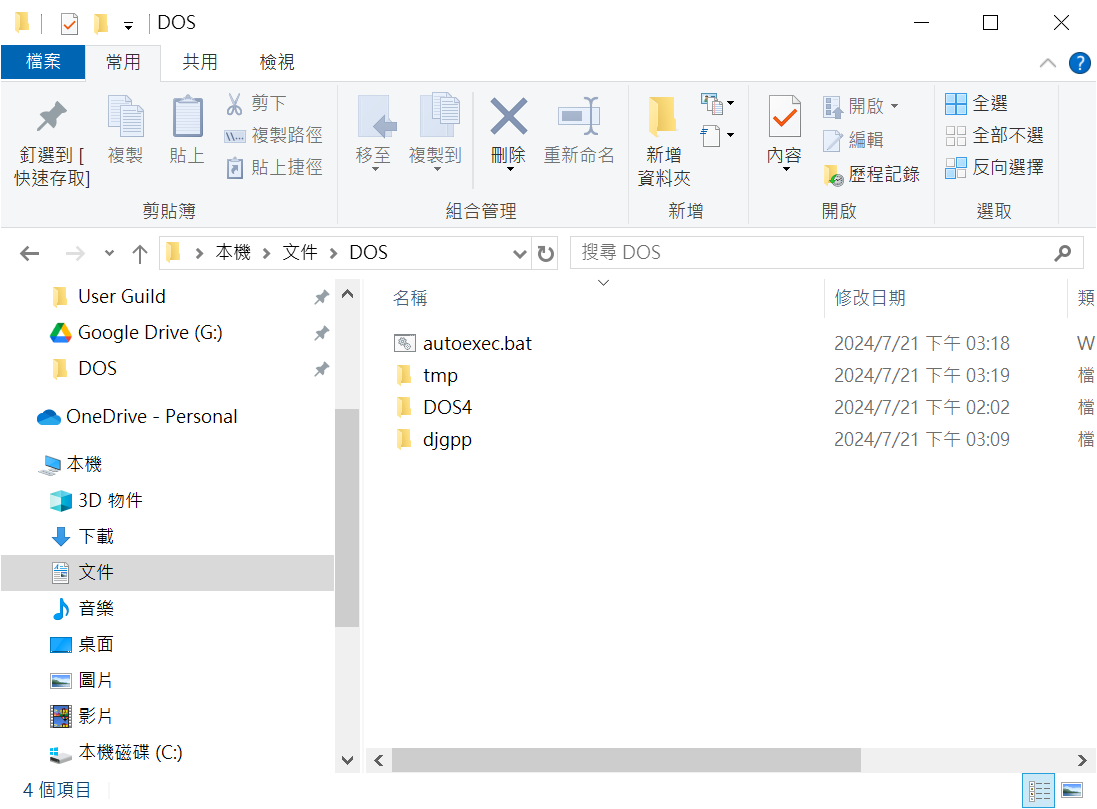 DOS
檔案 常用 共用 檢視
釘選到 [
快速存取]
複製
貼上
剪下
複製路徑
貼上捷徑
剪貼簿
移至
複製到
刪除
重新命名
組合管理
新增
資料夾
新增
內容
開啟
編輯
歷程記錄
開啟
全選
全部不選
反向選擇
選取
本機 文件 DOS
搜尋 DOS
User Guild
Google Drive (G:)
DOS
OneDrive - Personal
本機
3D 物件
下載
文件
音樂
桌面
圖片
影片
本機磁碟 (C:)
名稱 修改日期 類
autoexec.bat 2024/7/21 下午 03:18 W
tmp 2024/7/21 下午 03:19 檔
DOS4 2024/7/21 下午 02:02 檔
djgpp 2024/7/21 下午 03:09 檔
4 個項目